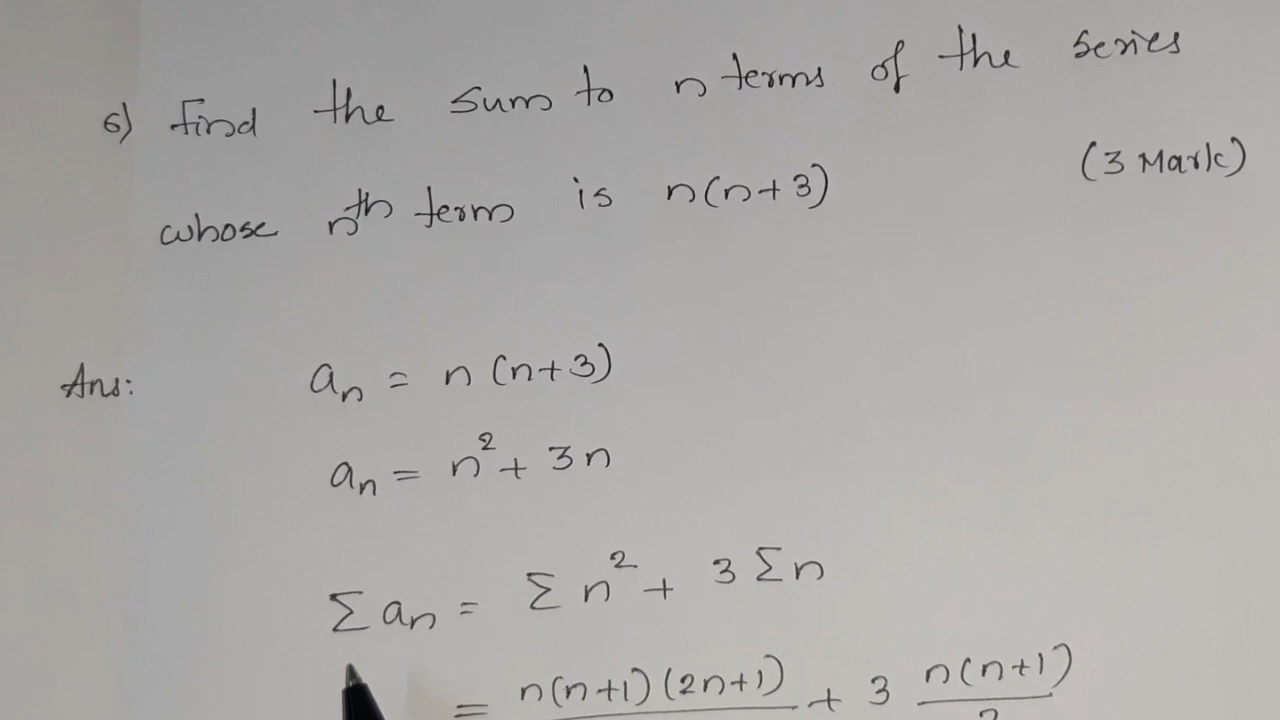 6) Find the sum to n terms of the series
whose nth term is n(n+3) (3 Mark)
Ans: an = n(n+3)
an = n² + 3n
Σan = Σn² + 3Σn
= n(n+1)(2n+1) + 3 n(n+1)